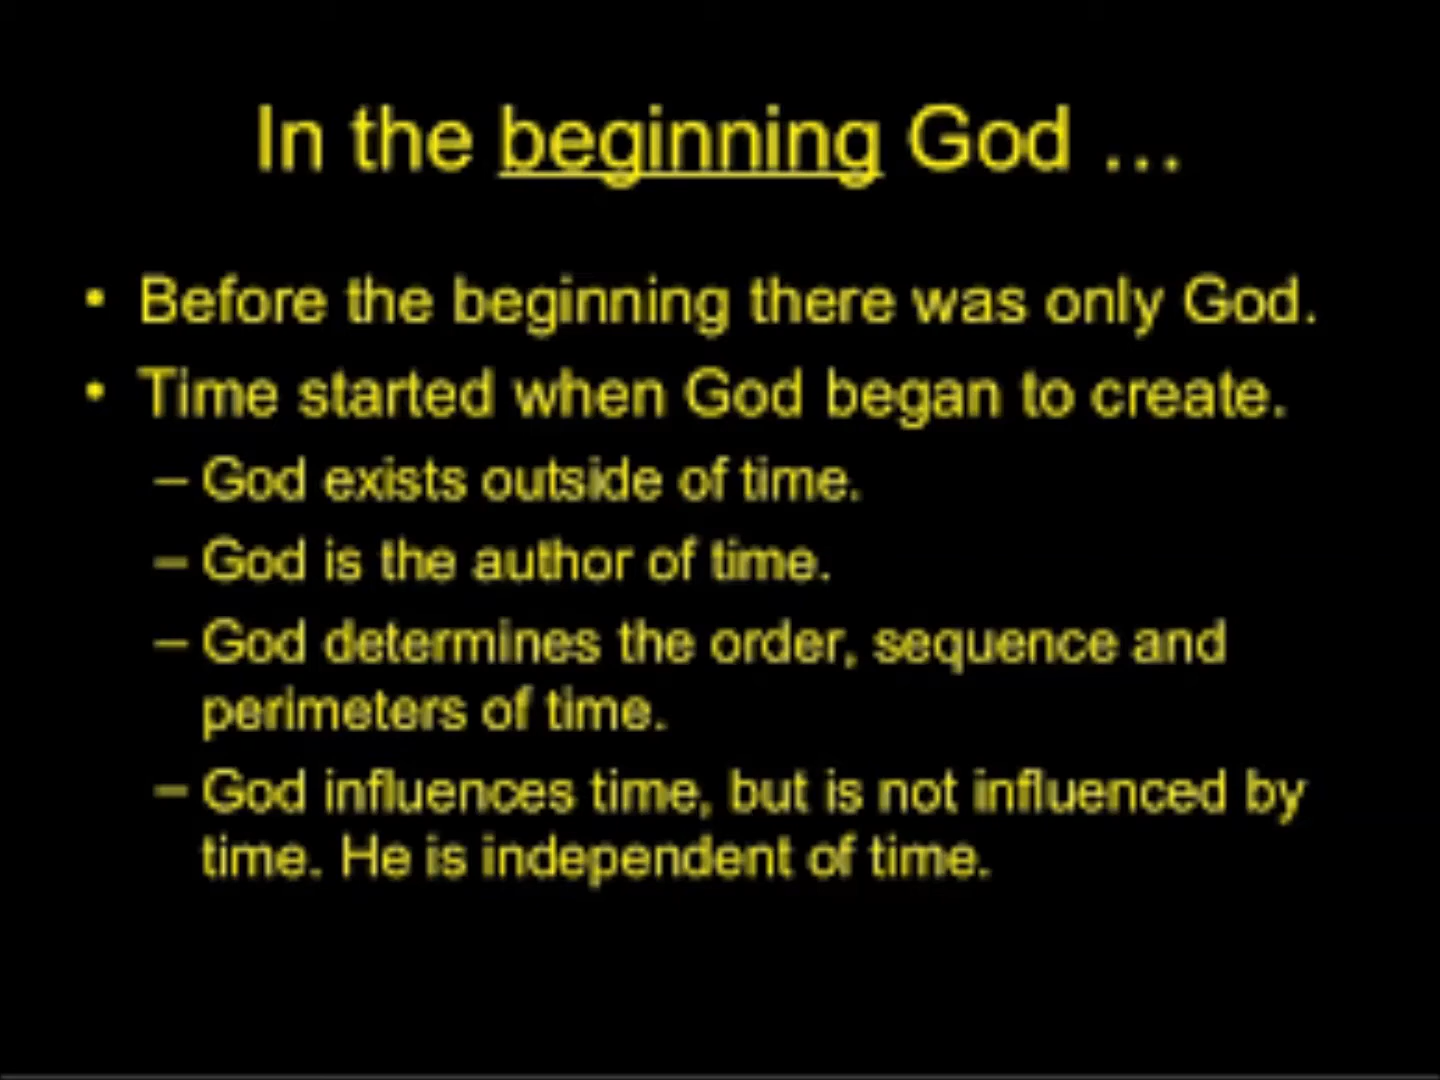 In the beginning God …
• Before the beginning there was only God.
• Time started when God began to create.
– God exists outside of time.
– God is the author of time.
– God determines the order, sequence and
perimeters of time.
– God influences time, but is not influenced by
time. He is independent of time.